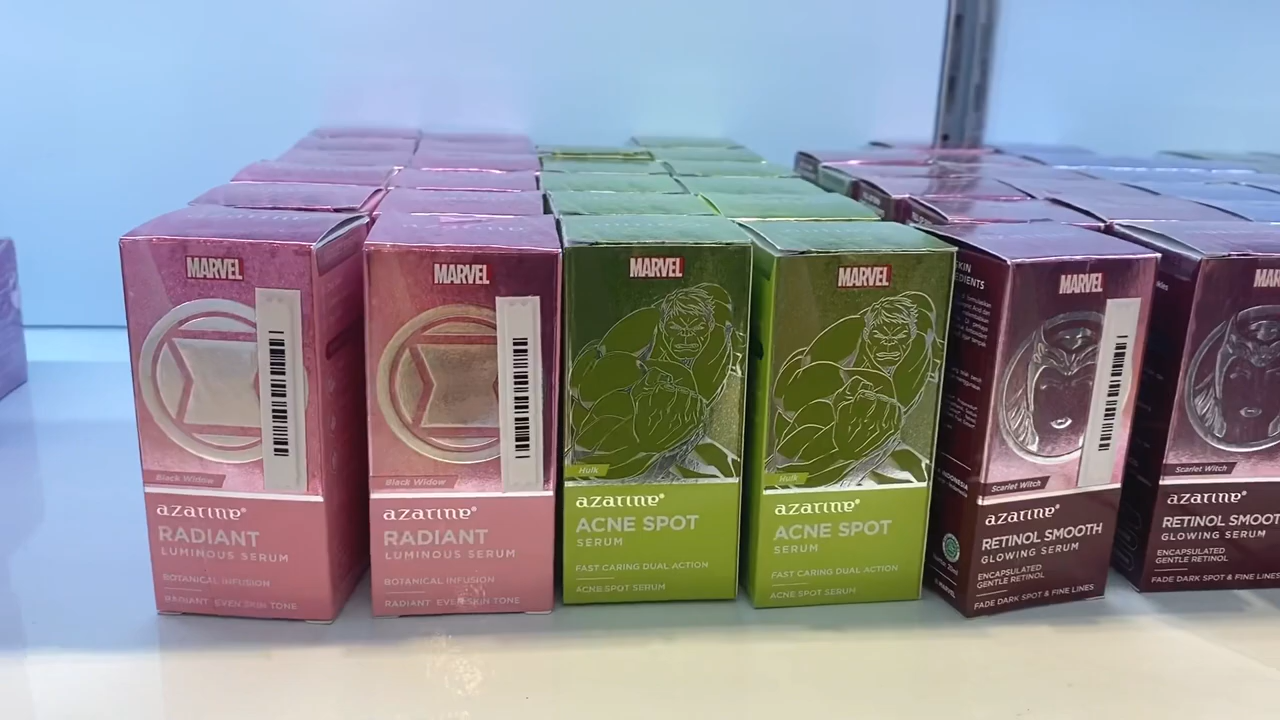 MARVEL
Black Widow
azarine®
RADIANT
LUMINOUS SERUM
BOTANICAL INFUSION
RADIANT EVEN SKIN TONE
MARVEL
Black Widow
azarine®
RADIANT
LUMINOUS SERUM
BOTANICAL INFUSION
RADIANT EVEN SKIN TONE
MARVEL
Hulk
azarine®
ACNE SPOT
SERUM
FAST CARING DUAL ACTION
ACNE SPOT SERUM
MARVEL
Hulk
azarine®
ACNE SPOT
SERUM
FAST CARING DUAL ACTION
ACNE SPOT SERUM
MARVEL
Scarlet Witch
azarine®
RETINOL SMOOTH
GLOWING SERUM
ENCAPSULATED
GENTLE RETINOL
FADE DARK SPOT & FINE LINES
MAR
Scarlet Witch
azarine®
RETINOL SMOOT
GLOWING SERUM
ENCAPSULATED
GENTLE RETINOL
FADE DARK SPOT & FINE LINES